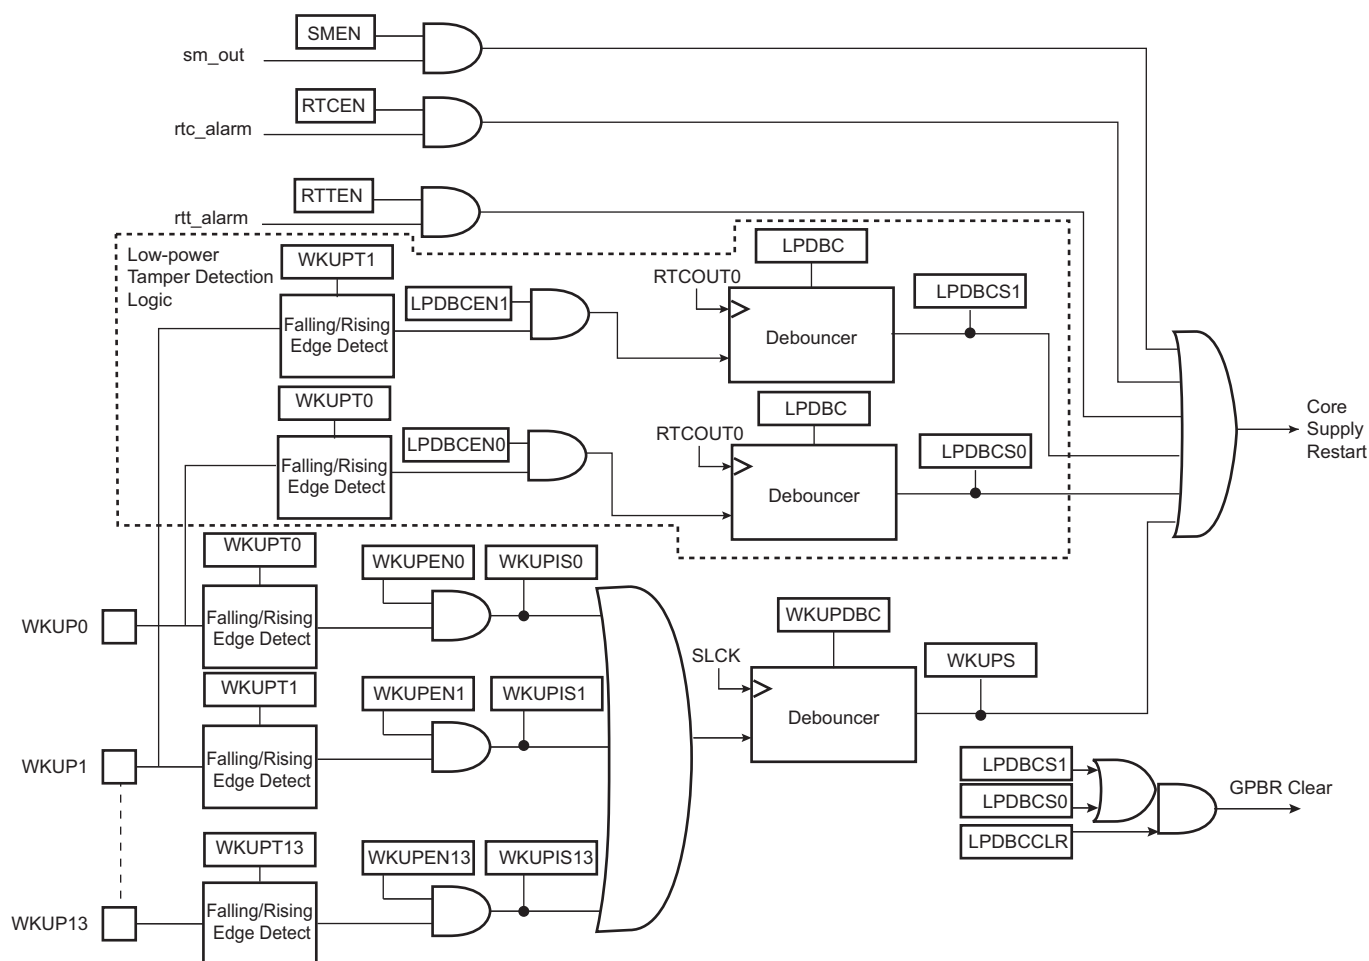 SMEN
sm_out
RTCEN
rtc_alarm
RTTEN
rtt_alarm
Low-power
Tamper Detection
Logic
WKUPT1
Falling/Rising
Edge Detect
LPDBCEN1
RTCOUT0
LPDBC
Debouncer
LPDBCS1
WKUPT0
Falling/Rising
Edge Detect
LPDBCEN0
RTCOUT0
LPDBC
Debouncer
LPDBCS0
Core
Supply
Restart
WKUPT0
WKUP0
Falling/Rising
Edge Detect
WKUPEN0
WKUPIS0
WKUPT1
WKUP1
Falling/Rising
Edge Detect
WKUPEN1
WKUPIS1
SLCK
WKUPDBC
Debouncer
WKUPS
WKUPT13
WKUP13
Falling/Rising
Edge Detect
WKUPEN13
WKUPIS13
LPDBCS1
LPDBCS0
LPDBCCLR
GPBR Clear